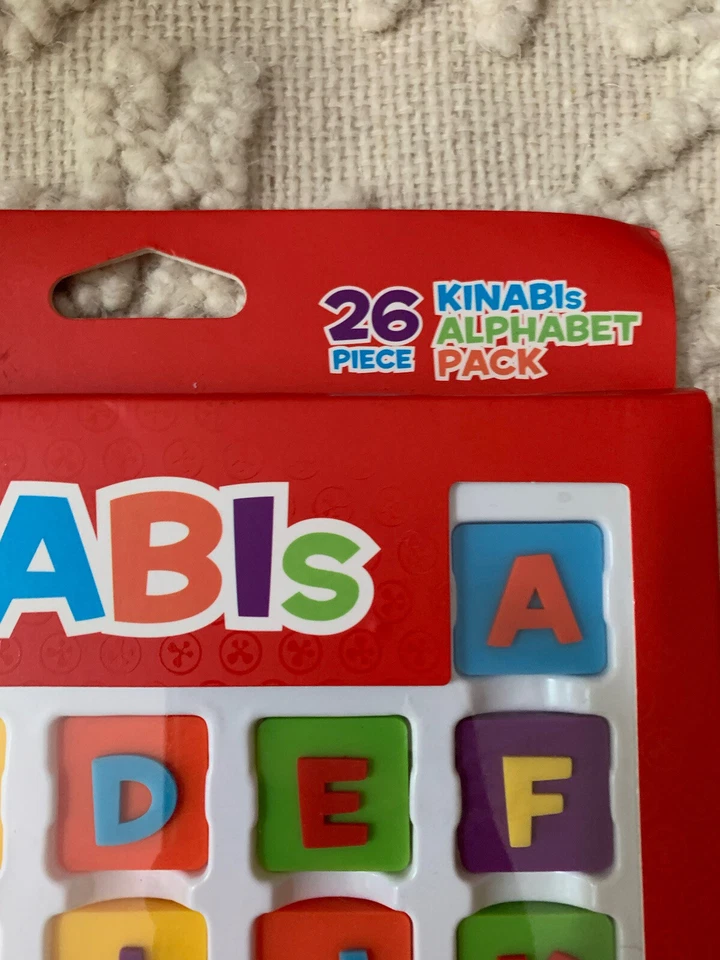 26 KINABIs
PIECE ALPHABET
PACK
ABIs
A
D E F